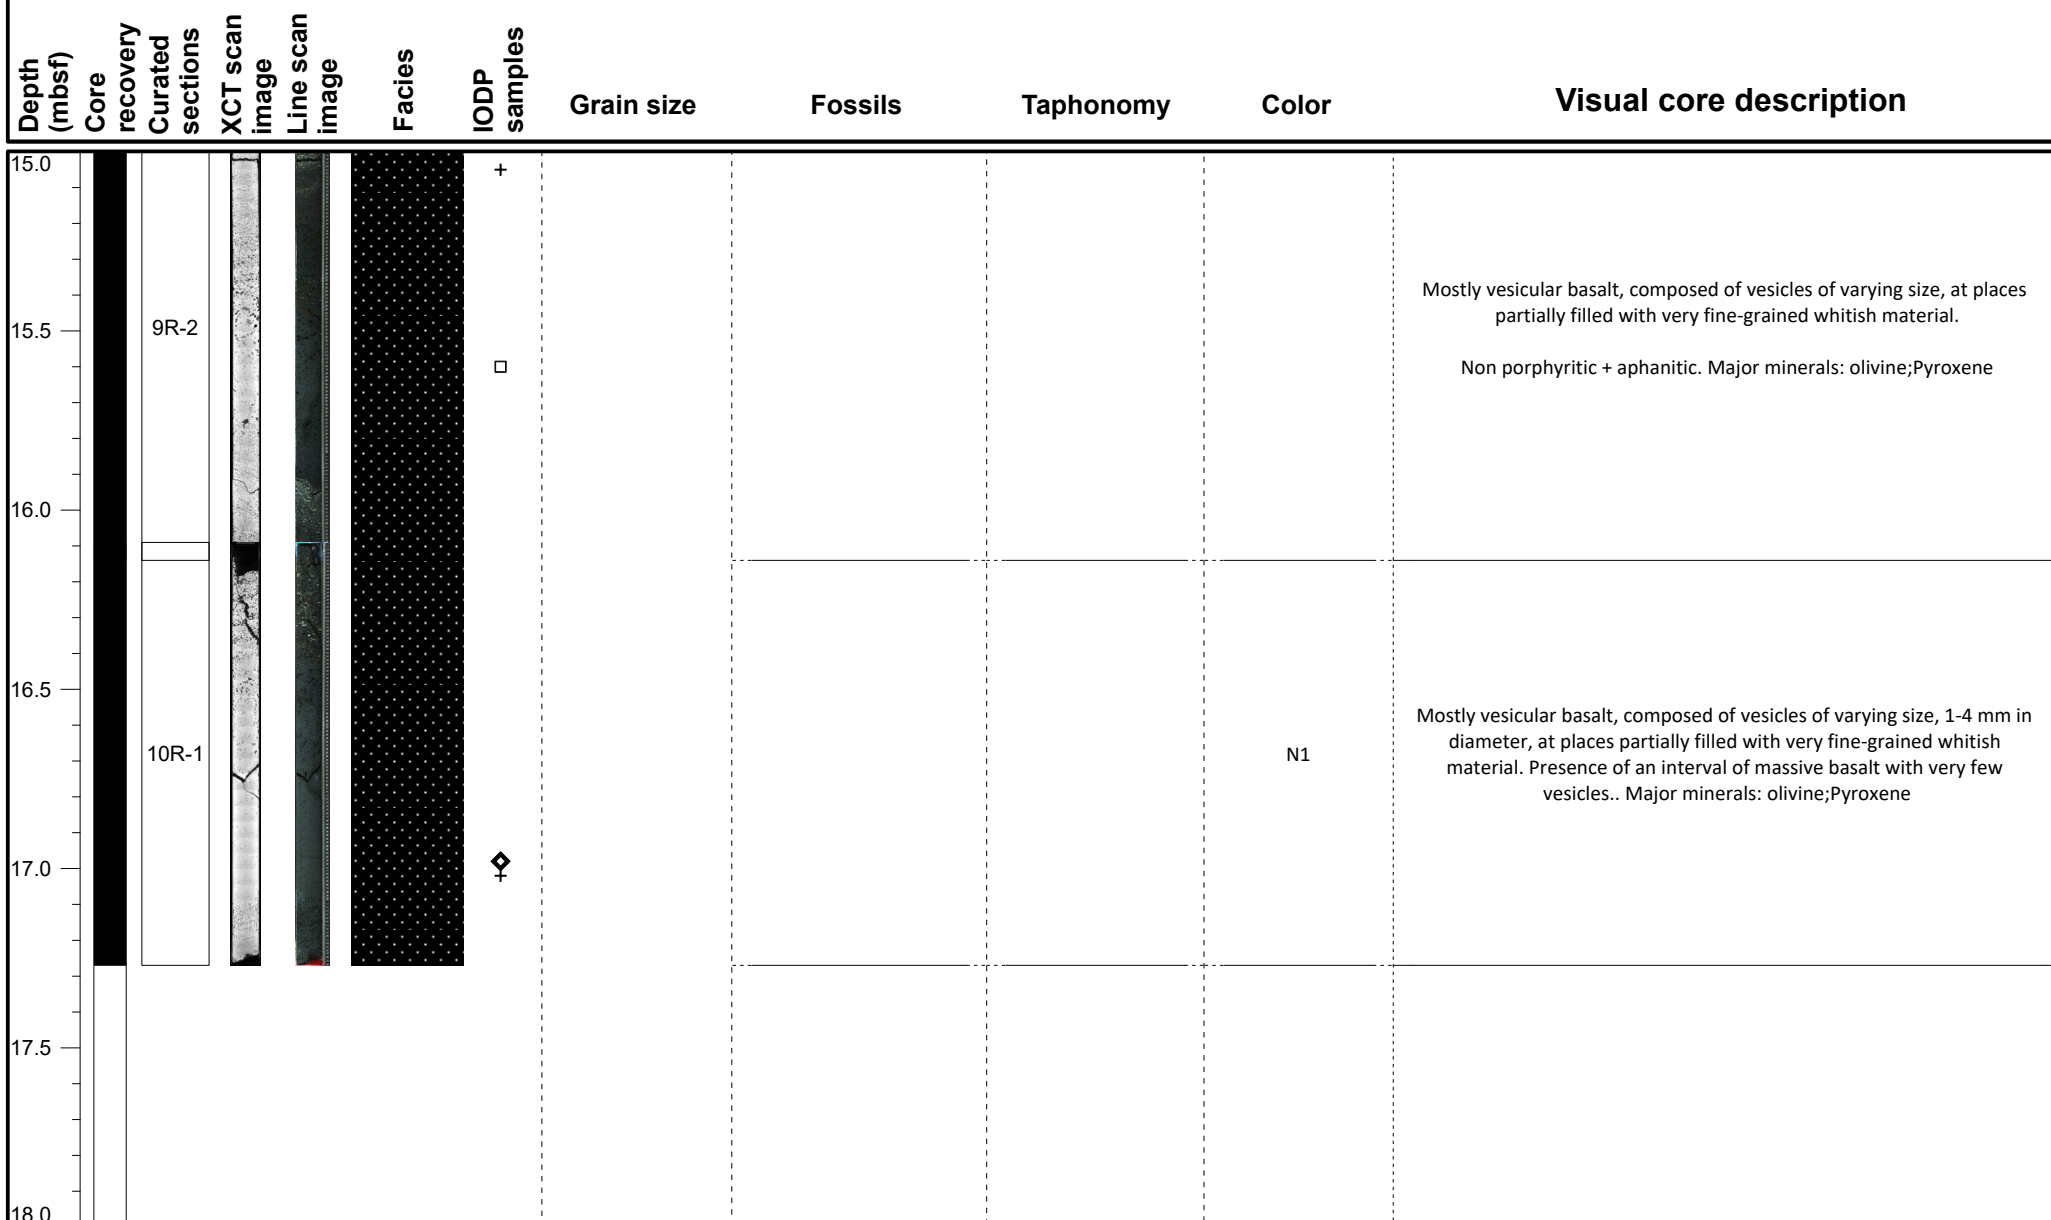 Depth
(mbsf)
Core
recovery
Curated
sections
XCT scan
image
Line scan
image
Facies
IODP
samples
Grain size
Fossils
Taphonomy
Color
Visual core description
15.0
15.5
16.0
16.5
17.0
17.5
18.0
9R-2
10R-1
N1
Mostly vesicular basalt, composed of vesicles of varying size, at places
partially filled with very fine-grained whitish material.
Non porphyritic + aphanitic. Major minerals: olivine;Pyroxene
Mostly vesicular basalt, composed of vesicles of varying size, 1-4 mm in
diameter, at places partially filled with very fine-grained whitish
material. Presence of an interval of massive basalt with very few
vesicles.. Major minerals: olivine;Pyroxene